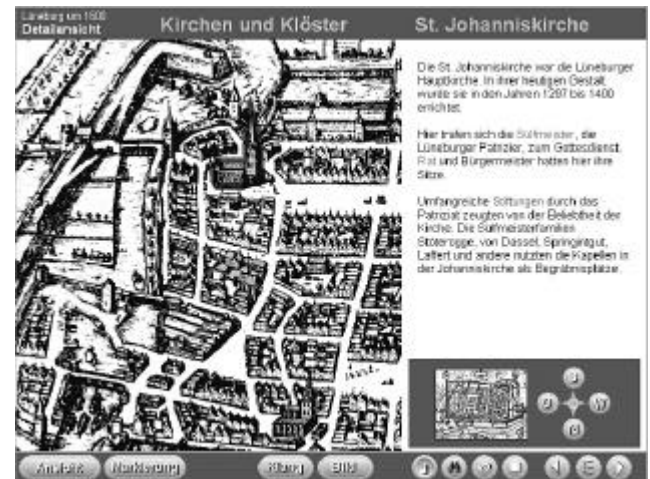 Lüneburg um 1600
Detailansicht
Kirchen und Klöster
St. Johanniskirche
Die St. Johanniskirche war die Lüneburger
Hauptkirche. In ihrer heutigen Gestalt
wurde sie in den Jahren 1297 bis 1400
errichtet.
Hier trafen sich die Sülfmeister, die
Lüneburger Patrizier, zum Gottesdienst.
Rat und Bürgermeister hatten hier ihre
Sitze.
Umfangreiche Stiftungen durch das
Patriziat zeugten von der Beliebtheit der
Kirche. Die Sülfmeisterfamilien
Stöterogge, von Dassel, Springintgut,
Laffert und andere nutzten die Kapellen in
der Johanniskirche als Begräbnisplätze.
Ansicht
Markierung
Klang
Bild